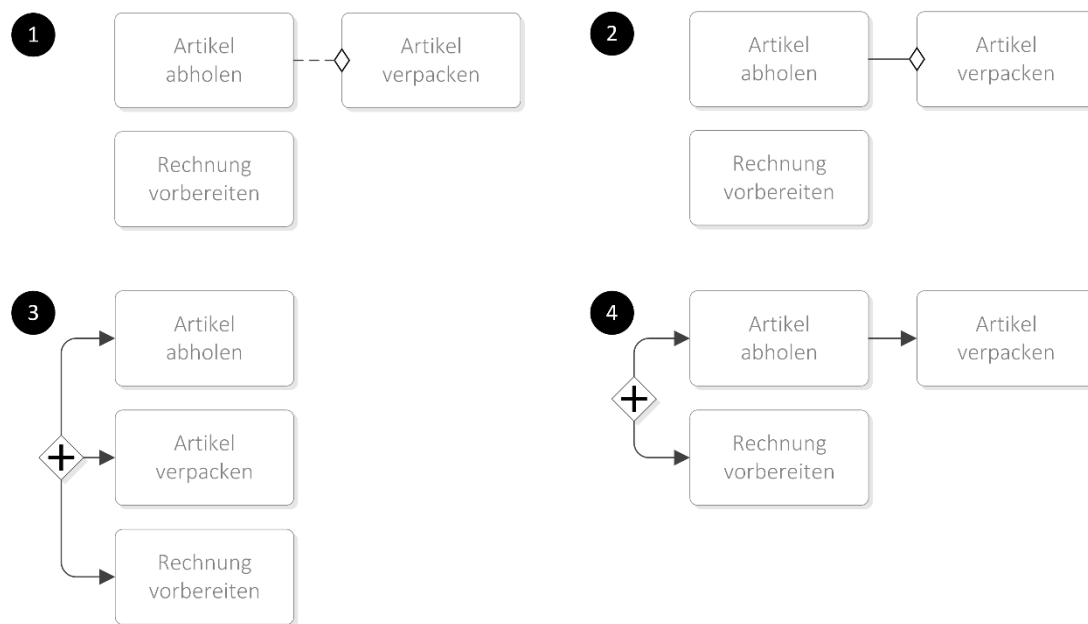 1
Artikel
abholen
Artikel
verpacken
Rechnung
vorbereiten
2
Artikel
abholen
Artikel
verpacken
Rechnung
vorbereiten
3
Artikel
abholen
Artikel
verpacken
Rechnung
vorbereiten
4
Artikel
abholen
Artikel
verpacken
Rechnung
vorbereiten